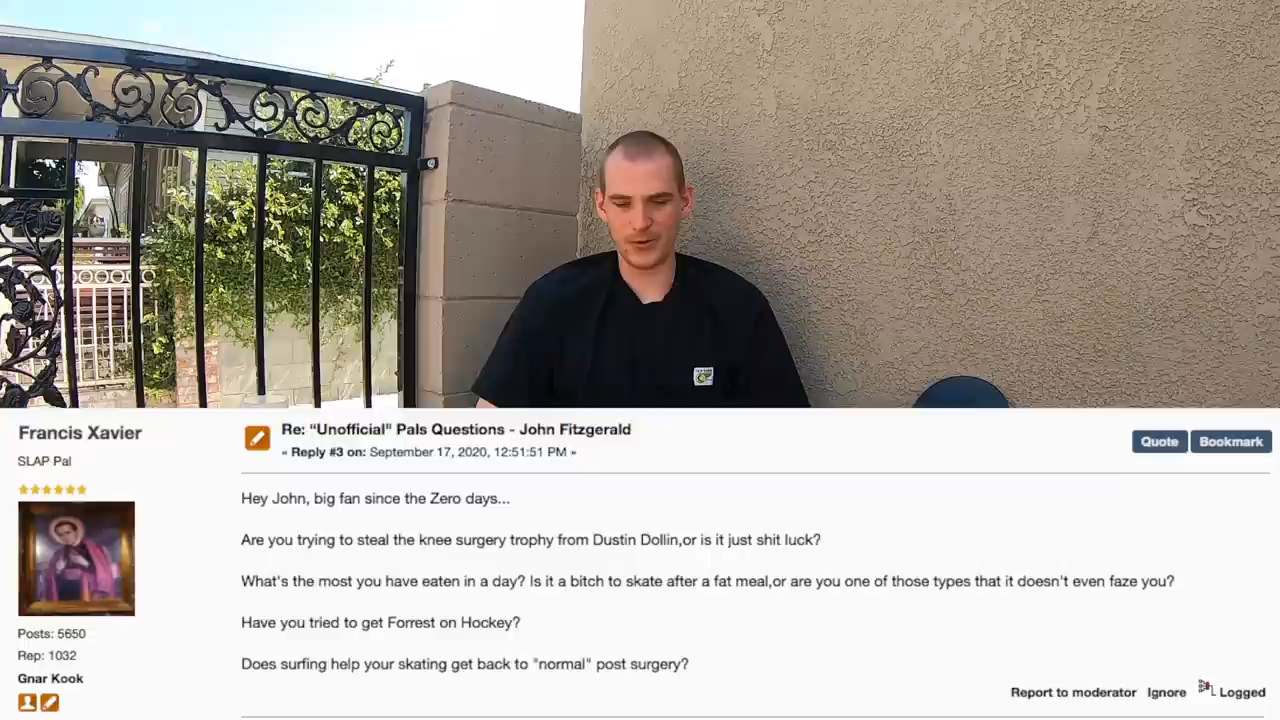 Francis Xavier
SLAP Pal
Posts: 5650
Rep: 1032
Gnar Kook
Re: "Unofficial" Pals Questions - John Fitzgerald
« Reply #3 on: September 17, 2020, 12:51:51 PM »
Quote Bookmark
Hey John, big fan since the Zero days...
Are you trying to steal the knee surgery trophy from Dustin Dollin,or is it just shit luck?
What's the most you have eaten in a day? Is it a bitch to skate after a fat meal,or are you one of those types that it doesn't even faze you?
Have you tried to get Forrest on Hockey?
Does surfing help your skating get back to "normal" post surgery?
Report to moderator Ignore Logged